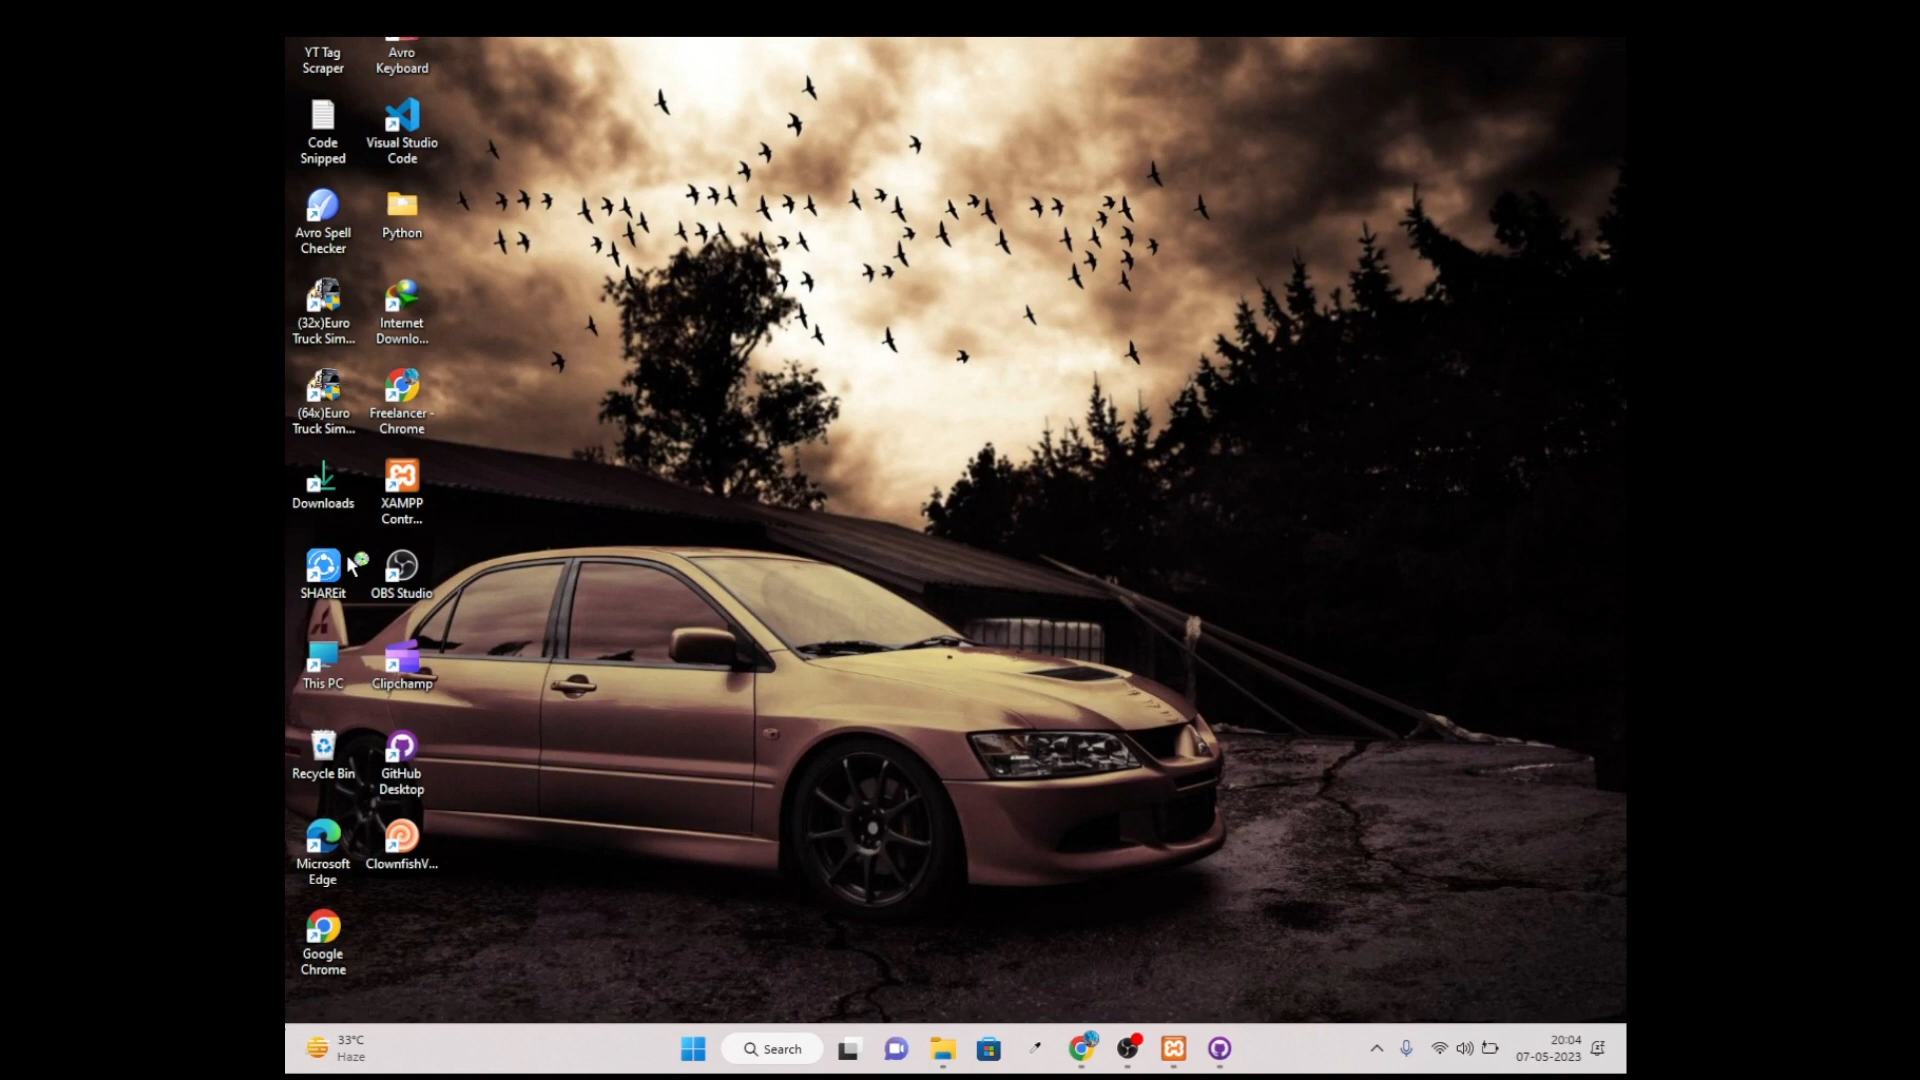 YT Tag
Scraper
Avro
Keyboard
Code
Snipped
Visual Studio
Code
Avro Spell
Checker
Python
(32x)Euro
Truck Sim...
Internet
Downlo...
(64x)Euro
Truck Sim...
Freelancer -
Chrome
Downloads
XAMPP
Contr...
SHAREit
OBS Studio
This PC
Clipchamp
Recycle Bin
GitHub
Desktop
Microsoft
Edge
ClownfishV...
Google
Chrome
33°C
Haze
Search
20:04
07-05-2023